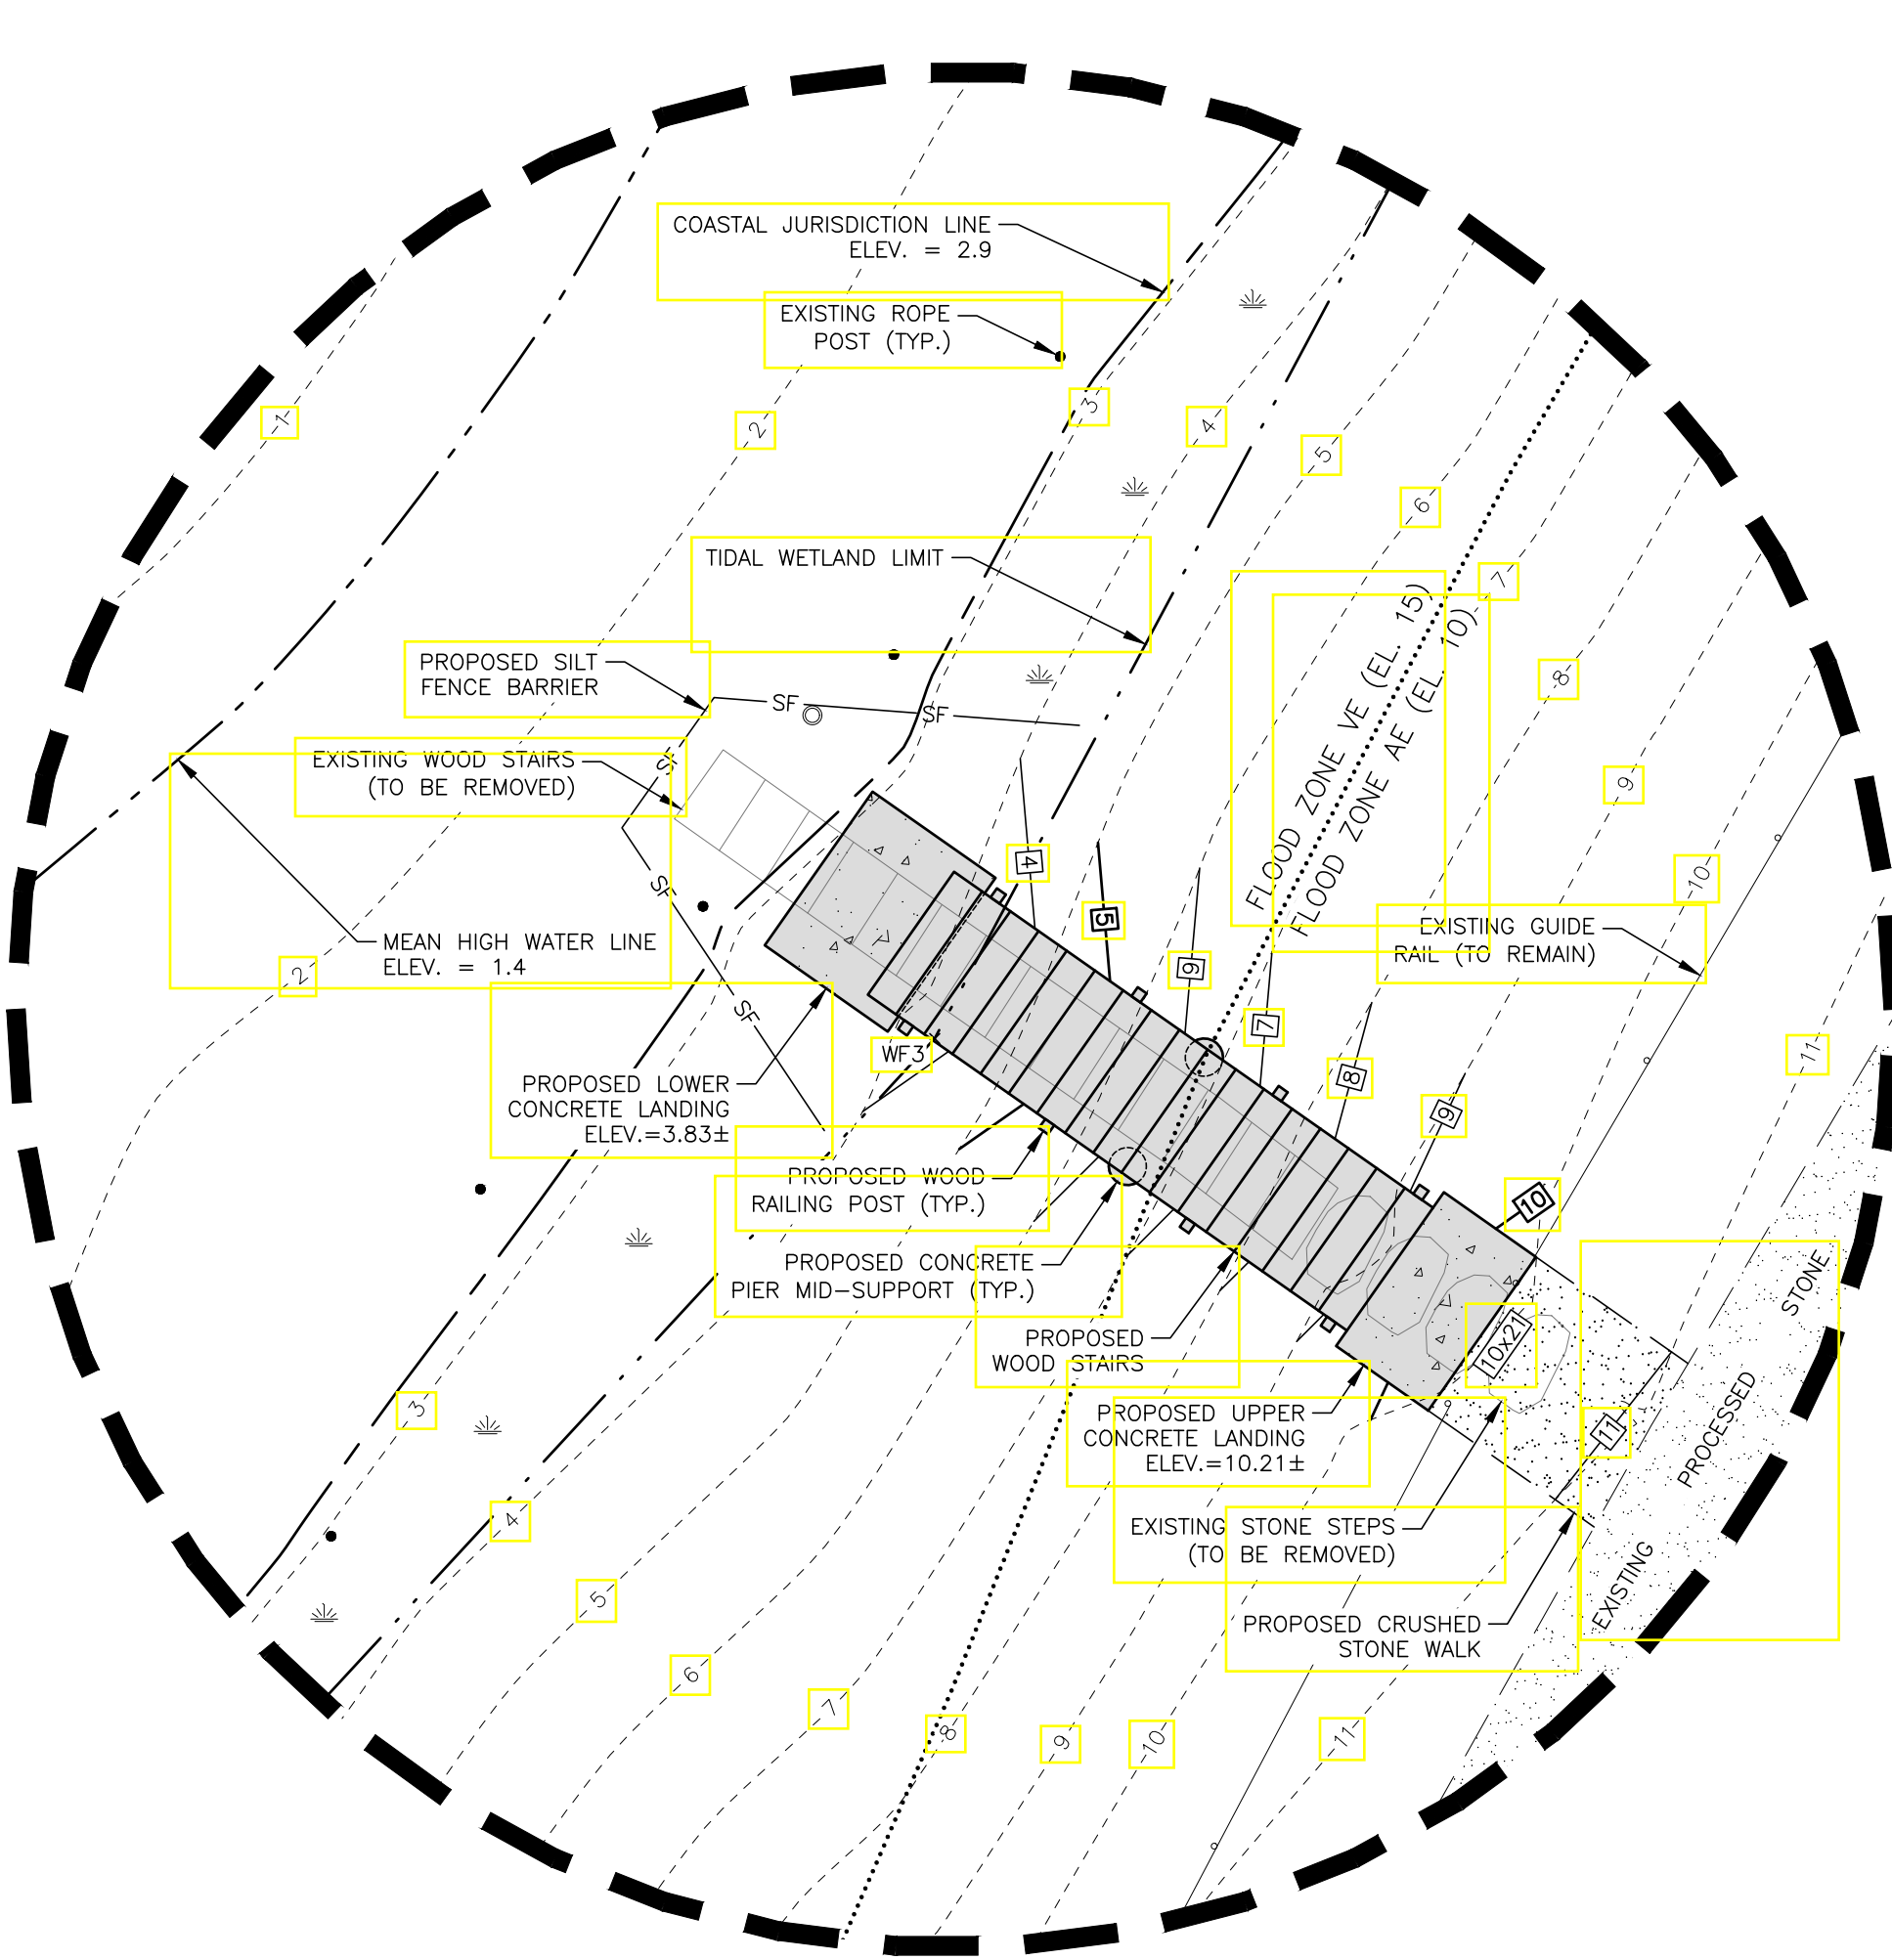 COASTAL JURISDICTION LINE
ELEV. = 2.9
EXISTING ROPE
POST (TYP.)
1
2
3
4
5
6
7
TIDAL WETLAND LIMIT
FLOOD ZONE VE (EL. 15)
FLOOD ZONE AE (EL. 10)
PROPOSED SILT
FENCE BARRIER
8
SF
SF
SF
EXISTING WOOD STAIRS
(TO BE REMOVED)
9
4
SF
10
5
EXISTING GUIDE
RAIL (TO REMAIN)
MEAN HIGH WATER LINE
ELEV. = 1.4
2
6
SF
7
WF3
11
8
PROPOSED LOWER
CONCRETE LANDING
ELEV.=3.83±
9
PROPOSED WOOD
RAILING POST (TYP.)
10
PROPOSED CONCRETE
PIER MID-SUPPORT (TYP.)
PROPOSED
WOOD STAIRS
10x21
EXISTING PROCESSED STONE
3
PROPOSED UPPER
CONCRETE LANDING
ELEV.=10.21±
11
4
EXISTING STONE STEPS
(TO BE REMOVED)
5
PROPOSED CRUSHED
STONE WALK
6
7
8
9
10
11